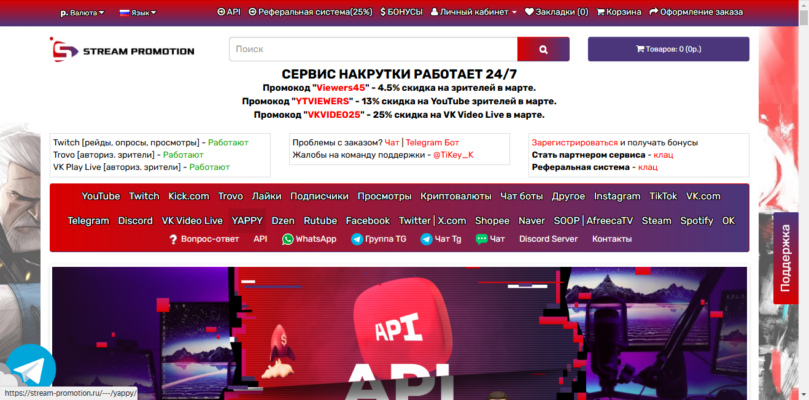 р. Валюта Язык API Реферальная система(25%) $ БОНУСЫ Личный кабинет Закладки (0) Корзина Оформление заказа
STREAM PROMOTION
Поиск
Товаров: 0 (0р.)
СЕРВИС НАКРУТКИ РАБОТАЕТ 24/7
Промокод "Viewers45" - 4.5% скидка на зрителей в марте.
Промокод "YTVIEWERS" - 13% скидка на YouTube зрителей в марте.
Промокод "VKVIDEO25" - 25% скидка на VK Video Live в марте.
Twitch [рейды, опросы, просмотры] - Работают
Trovo [авториз. зрители] - Работают
VK Play Live [авториз. зрители] - Работают
Проблемы с заказом? Чат | Telegram Бот
Жалобы на команду поддержки - @TiKey_K
Зарегистрироваться и получать бонусы
Стать партнером сервиса - клац
Реферальная система - клац
YouTube Twitch Kick.com Trovo Лайки Подписчики Просмотры Криптовалюты Чат боты Другое Instagram TikTok VK.com
Telegram Discord VK Video Live YAPPY Dzen Rutube Facebook Twitter | X.com Shopee Naver SOOP | AfreecaTV Steam Spotify OK
Вопрос-ответ API WhatsApp Группа TG Чат Tg Чат Discord Server Контакты
Поддержка
API
API
https://stream-promotion.ru/---/yappy/